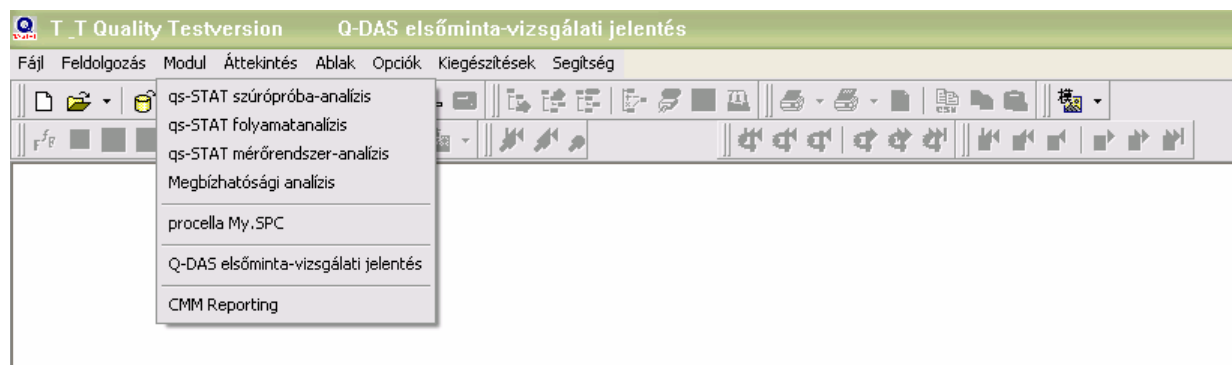 T_T Quality Testversion Q-DAS elsőminta-vizsgálati jelentés
Fájl Feldolgozás Modul Áttekintés Ablak Opciók Kiegészítések Segítség
qs-STAT szúrópróba-analízis
qs-STAT folyamatanalízis
qs-STAT mérőrendszer-analízis
Megbízhatósági analízis
procella My.SPC
Q-DAS elsőminta-vizsgálati jelentés
CMM Reporting